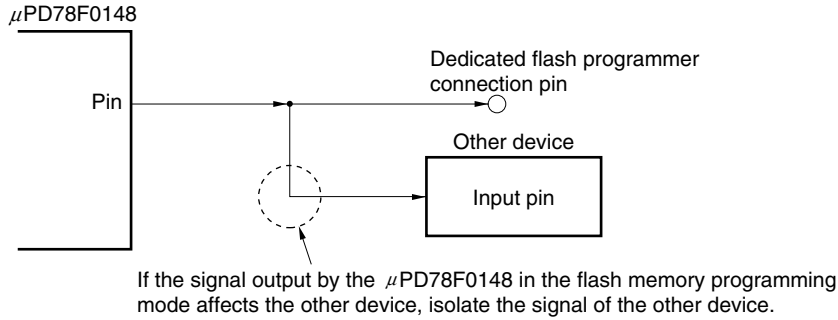 μPD78F0148
Dedicated flash programmer
connection pin
Pin
Other device
Input pin
If the signal output by the μPD78F0148 in the flash memory programming
mode affects the other device, isolate the signal of the other device.